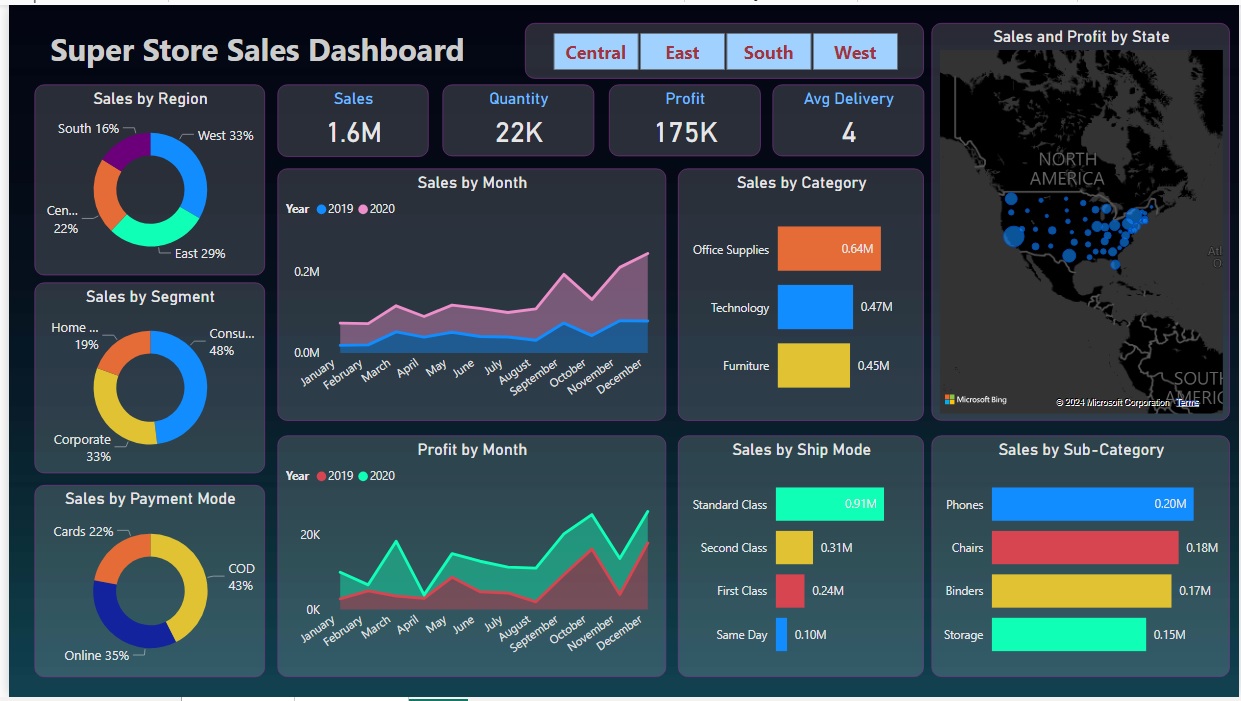 Super Store Sales Dashboard
Central East South West
Sales and Profit by State
NORTH
AMERICA
SOUTH
AMERICA
Microsoft Bing
© 2024 Microsoft Corporation Terms
Sales by Region
South 16%
West 33%
Cen...
22%
East 29%
Sales
1.6M
Quantity
22K
Profit
175K
Avg Delivery
4
Sales by Month
Year 2019 2020
0.2M
0.0M
January February March April May June July August September October November December
Sales by Category
Office Supplies 0.64M
Technology 0.47M
Furniture 0.45M
Sales by Segment
Home ...
19%
Consu...
48%
Corporate
33%
Sales by Payment Mode
Cards 22%
COD
43%
Online 35%
Profit by Month
Year 2019 2020
20K
0K
January February March April May June July August September October November December
Sales by Ship Mode
Standard Class 0.91M
Second Class 0.31M
First Class 0.24M
Same Day 0.10M
Sales by Sub-Category
Phones 0.20M
Chairs 0.18M
Binders 0.17M
Storage 0.15M